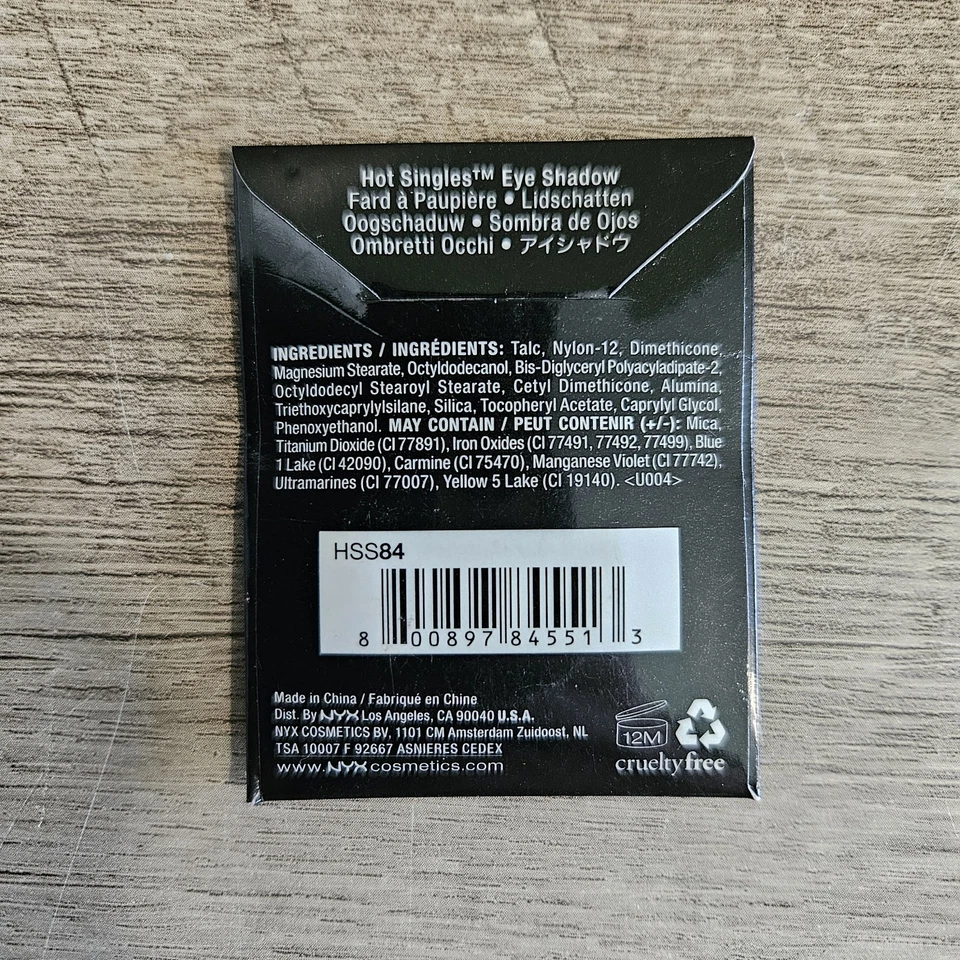 Hot Singles™ Eye Shadow
Fard à Paupière • Lidschatten
Oogschaduw • Sombra de Ojos
Ombretti Occhi • アイシャドウ
INGREDIENTS / INGRÉDIENTS: Talc, Nylon-12, Dimethicone,
Magnesium Stearate, Octyldodecanol, Bis-Diglyceryl Polyacyladipate-2,
Octyldodecyl Stearoyl Stearate, Cetyl Dimethicone, Alumina,
Triethoxycaprylylsilane, Silica, Tocopheryl Acetate, Caprylyl Glycol,
Phenoxyethanol. MAY CONTAIN / PEUT CONTENIR (+/-): Mica,
Titanium Dioxide (CI 77891), Iron Oxides (CI 77491, 77492, 77499), Blue
1 Lake (CI 42090), Carmine (CI 75470), Manganese Violet (CI 77742),
Ultramarines (CI 77007), Yellow 5 Lake (CI 19140). <U004>
HSS84
8 00897 84551 3
Made in China / Fabriqué en Chine
Dist. By NYX Los Angeles, CA 90040 U.S.A.
NYX COSMETICS BV, 1101 CM Amsterdam Zuidoost, NL
TSA 10007 F 92667 ASNIERES CEDEX
www.NYXcosmetics.com
12M
crueltyfree